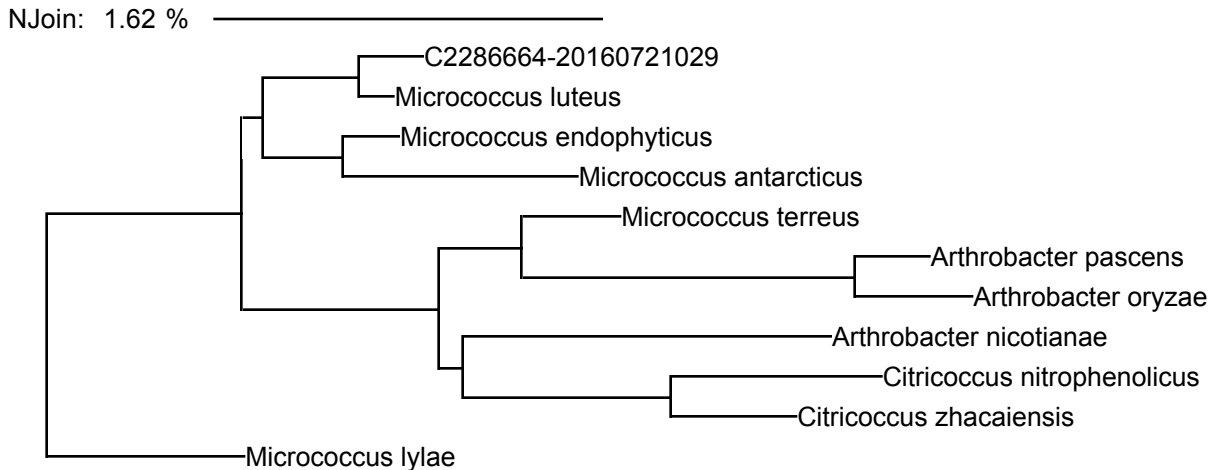 NJoin: 1.62 %
C2286664-20160721029
Micrococcus luteus
Micrococcus endophyticus
Micrococcus antarcticus
Micrococcus terreus
Arthrobacter pascens
Arthrobacter oryzae
Arthrobacter nicotianae
Citricoccus nitrophenolicus
Citricoccus zhacaiensis
Micrococcus lylae